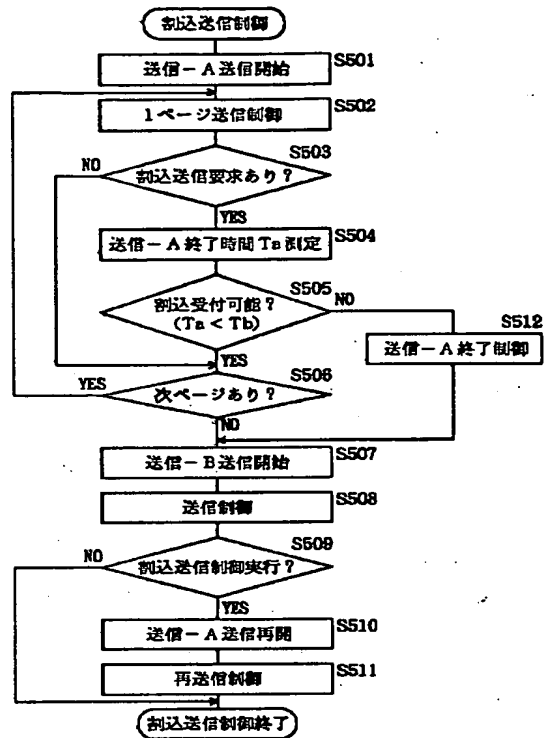 割込送信制御
送信-A送信開始 S501
1ページ送信制御 S502
S503
NO 割込送信要求あり？
YES
送信-A終了時間Ta測定 S504
S505
割込受付可能？ NO
(Ta < Tb)
S512
送信-A終了制御
YES
S506
YES 次ページあり？
NO
送信-B送信開始 S507
送信制御 S508
S509
NO 割込送信制御実行？
YES
送信-A送信再開 S510
再送信制御 S511
割込送信制御終了